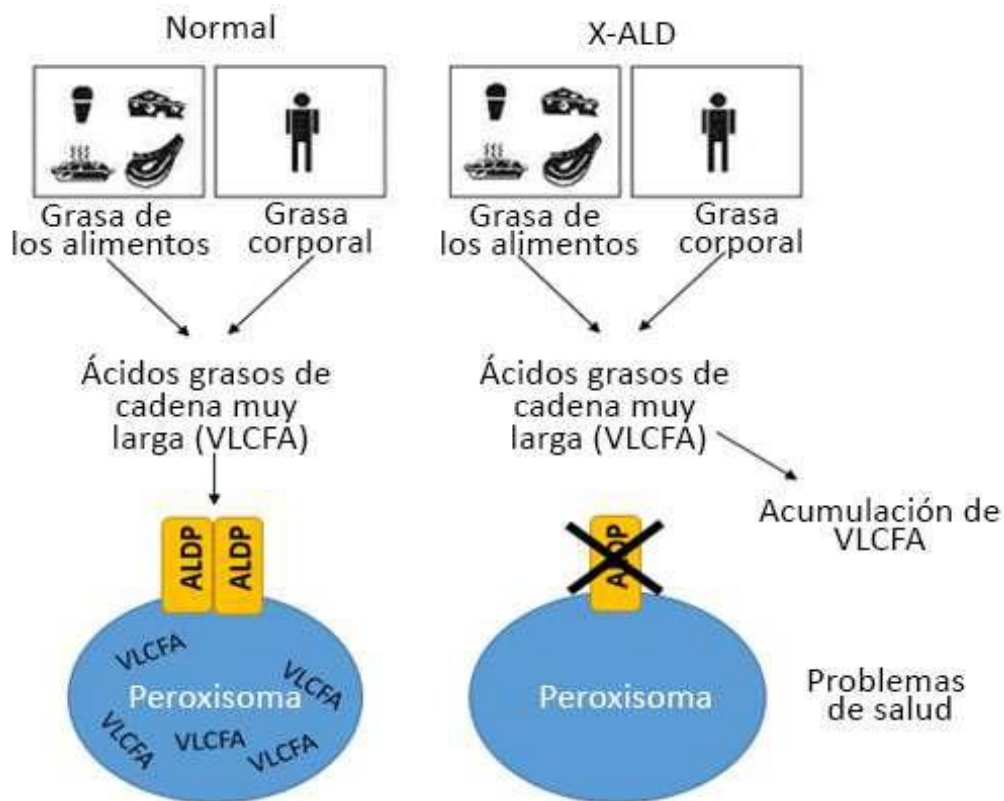 Normal
Grasa de
los alimentos
Grasa
corporal
Ácidos grasos de
cadena muy
larga (VLCFA)
ALDP
ALDP
VLCFA
VLCFA
Peroxisoma
VLCFA
VLCFA
VLCFA
X-ALD
Grasa de
los alimentos
Grasa
corporal
Ácidos grasos de
cadena muy
larga (VLCFA)
Acumulación de
VLCFA
ALDP
Peroxisoma
Problemas
de salud